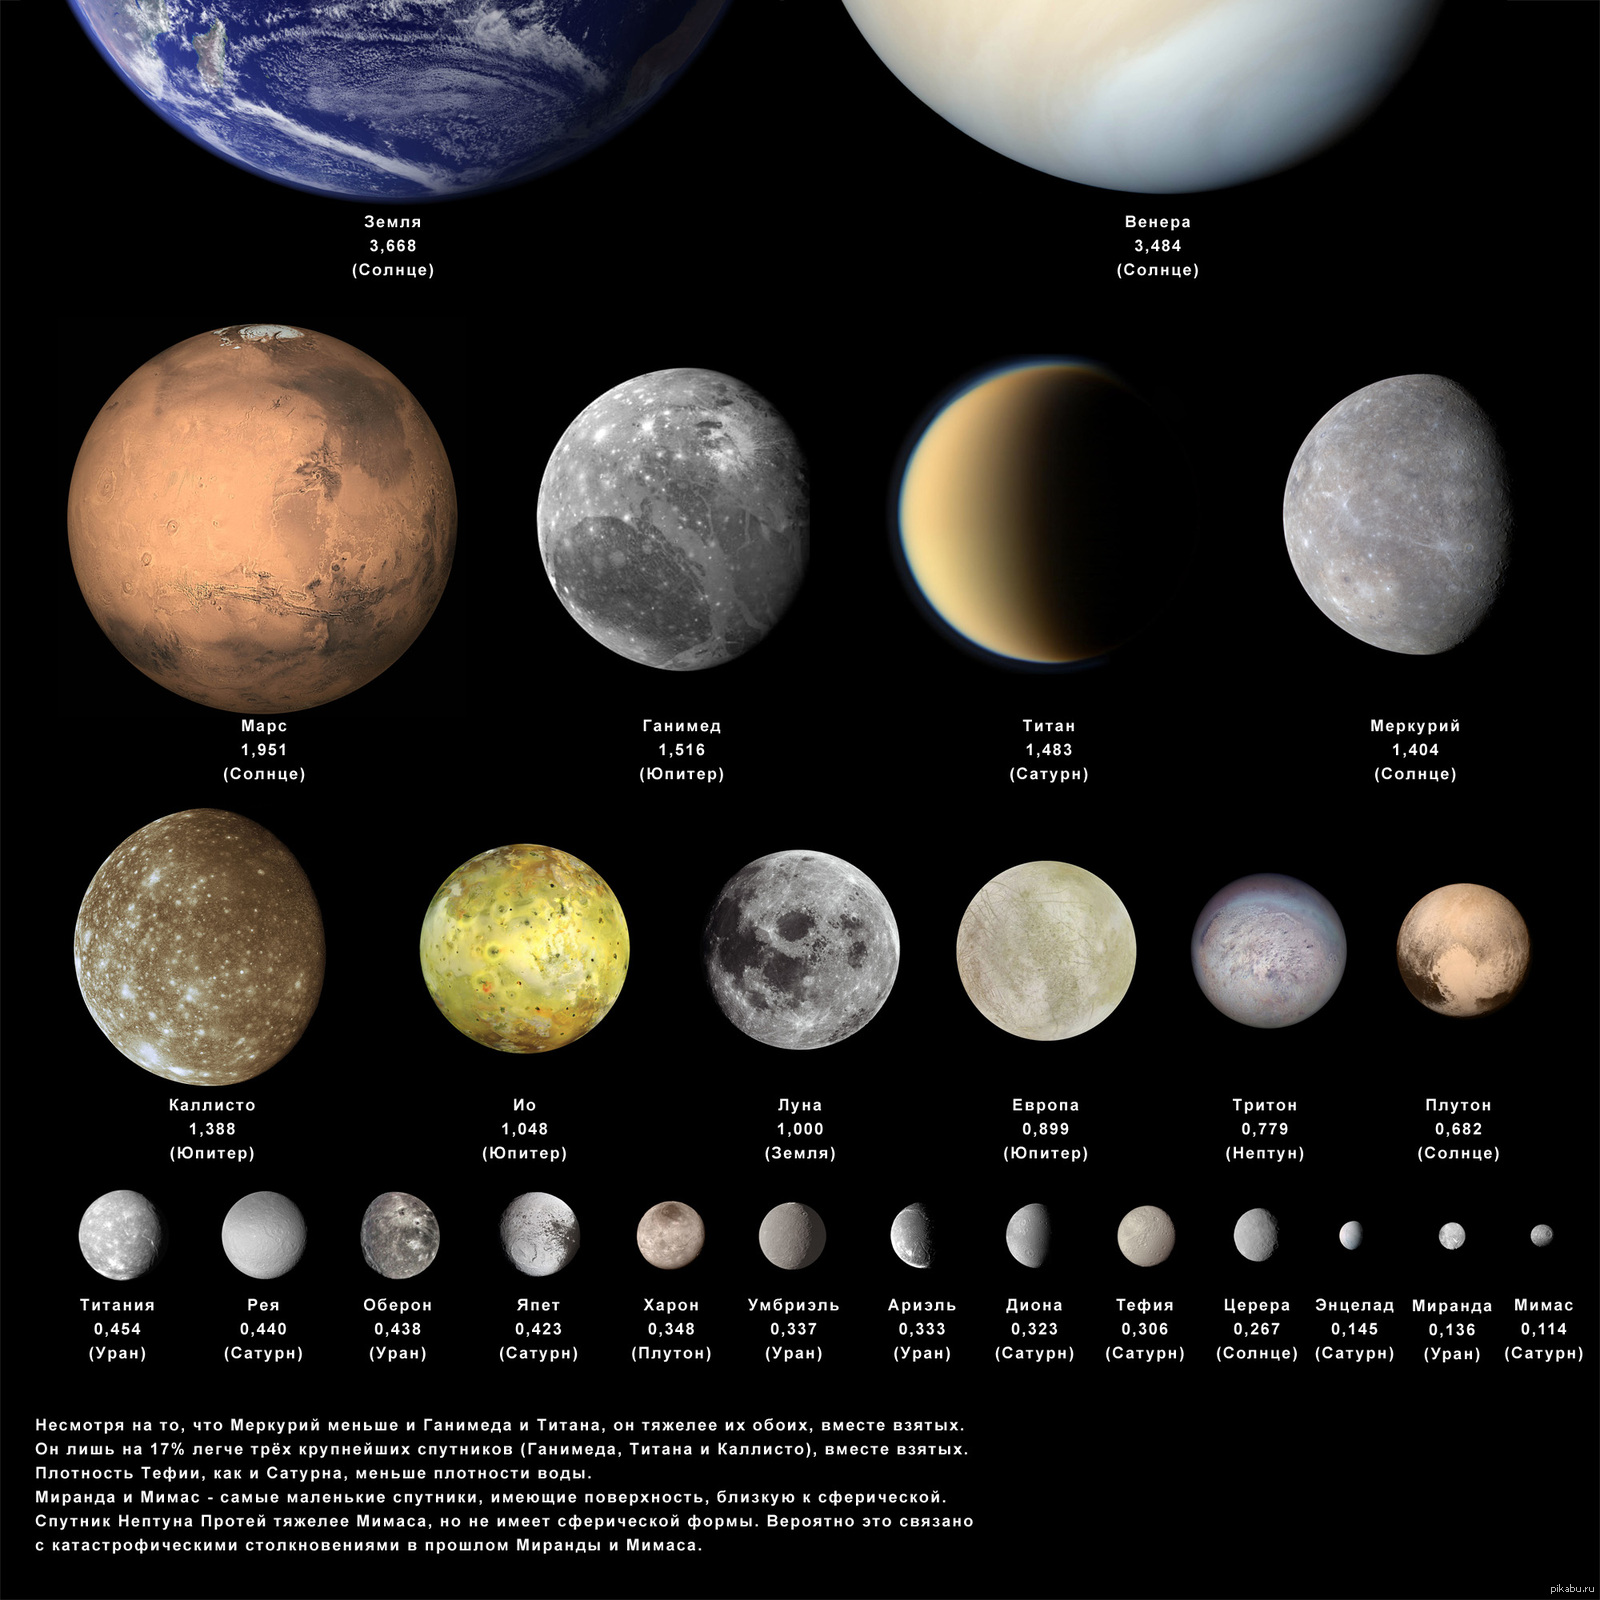 Земля
3,668
(Солнце)
Венера
3,484
(Солнце)
Марс
1,951
(Солнце)
Ганимед
1,516
(Юпитер)
Титан
1,483
(Сатурн)
Меркурий
1,404
(Солнце)
Каллисто
1,388
(Юпитер)
Ио
1,048
(Юпитер)
Луна
1,000
(Земля)
Европа
0,899
(Юпитер)
Тритон
0,779
(Нептун)
Плутон
0,682
(Солнце)
Титания
0,454
(Уран)
Рея
0,440
(Сатурн)
Оберон
0,438
(Уран)
Япет
0,423
(Сатурн)
Харон
0,348
(Плутон)
Умбриэль
0,337
(Уран)
Ариэль
0,333
(Уран)
Диона
0,323
(Сатурн)
Тефия
0,306
(Сатурн)
Церера
0,267
(Солнце)
Энцелад
0,145
(Сатурн)
Миранда
0,136
(Уран)
Мимас
0,114
(Сатурн)
Несмотря на то, что Меркурий меньше и Ганимеда и Титана, он тяжелее их обоих, вместе взятых.
Он лишь на 17% легче трёх крупнейших спутников (Ганимеда, Титана и Каллисто), вместе взятых.
Плотность Тефии, как и Сатурна, меньше плотности воды.
Миранда и Мимас - самые маленькие спутники, имеющие поверхность, близкую к сферической.
Спутник Нептуна Протей тяжелее Мимаса, но не имеет сферической формы. Вероятно это связано
с катастрофическими столкновениями в прошлом Миранды и Мимаса.
pikabu.ru